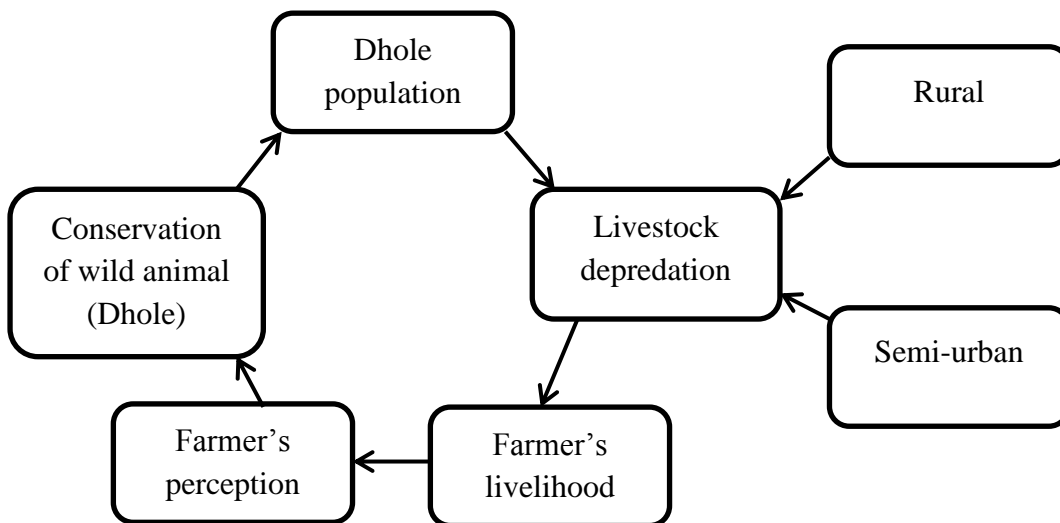 Dhole
population
Rural
Conservation
of wild animal
(Dhole)
Livestock
depredation
Semi-urban
Farmer’s
perception
Farmer’s
livelihood